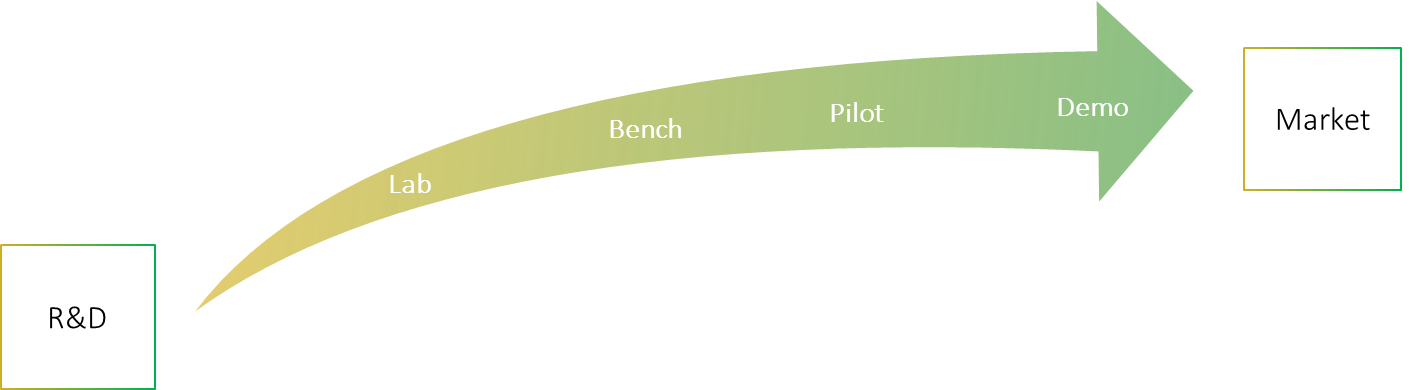 R&D
Lab
Bench
Pilot
Demo
Market